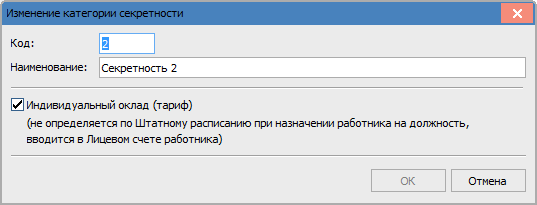 Изменение категории секретности
Код: 2
Наименование: Секретность 2
Индивидуальный оклад (тариф)
(не определяется по Штатному расписанию при назначении работника на должность,
вводится в Лицевом счете работника)
ОК Отмена